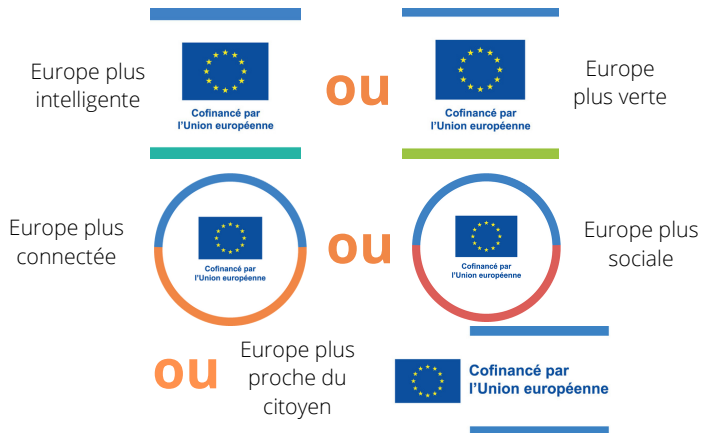 Europe plus
intelligente
Cofinancé par
l'Union européenne
ou
Cofinancé par
l'Union européenne
Europe
plus verte
Europe plus
connectée
Cofinancé par
l'Union européenne
ou
Cofinancé par
l'Union européenne
Europe plus
sociale
ou
Europe plus
proche du
citoyen
Cofinancé par
l'Union européenne